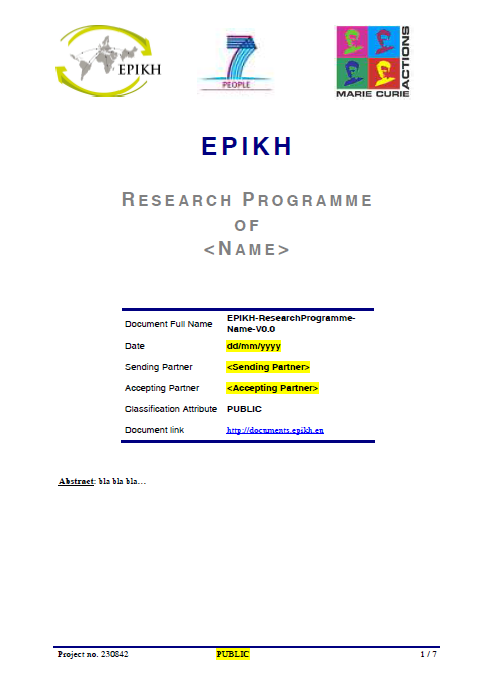 EPIKH
7
PEOPLE
MARIE CURIE
ACTIONS
EPIKH
RESEARCH PROGRAMME
OF
<NAME>
Document Full Name EPIKH-ResearchProgramme-
Name-V0.0
Date dd/mm/yyyy
Sending Partner <Sending Partner>
Accepting Partner <Accepting Partner>
Classification Attribute PUBLIC
Document link http://documents.epikh.eu
Abstract: bla bla bla…
Project no. 230842 PUBLIC 1 / 7